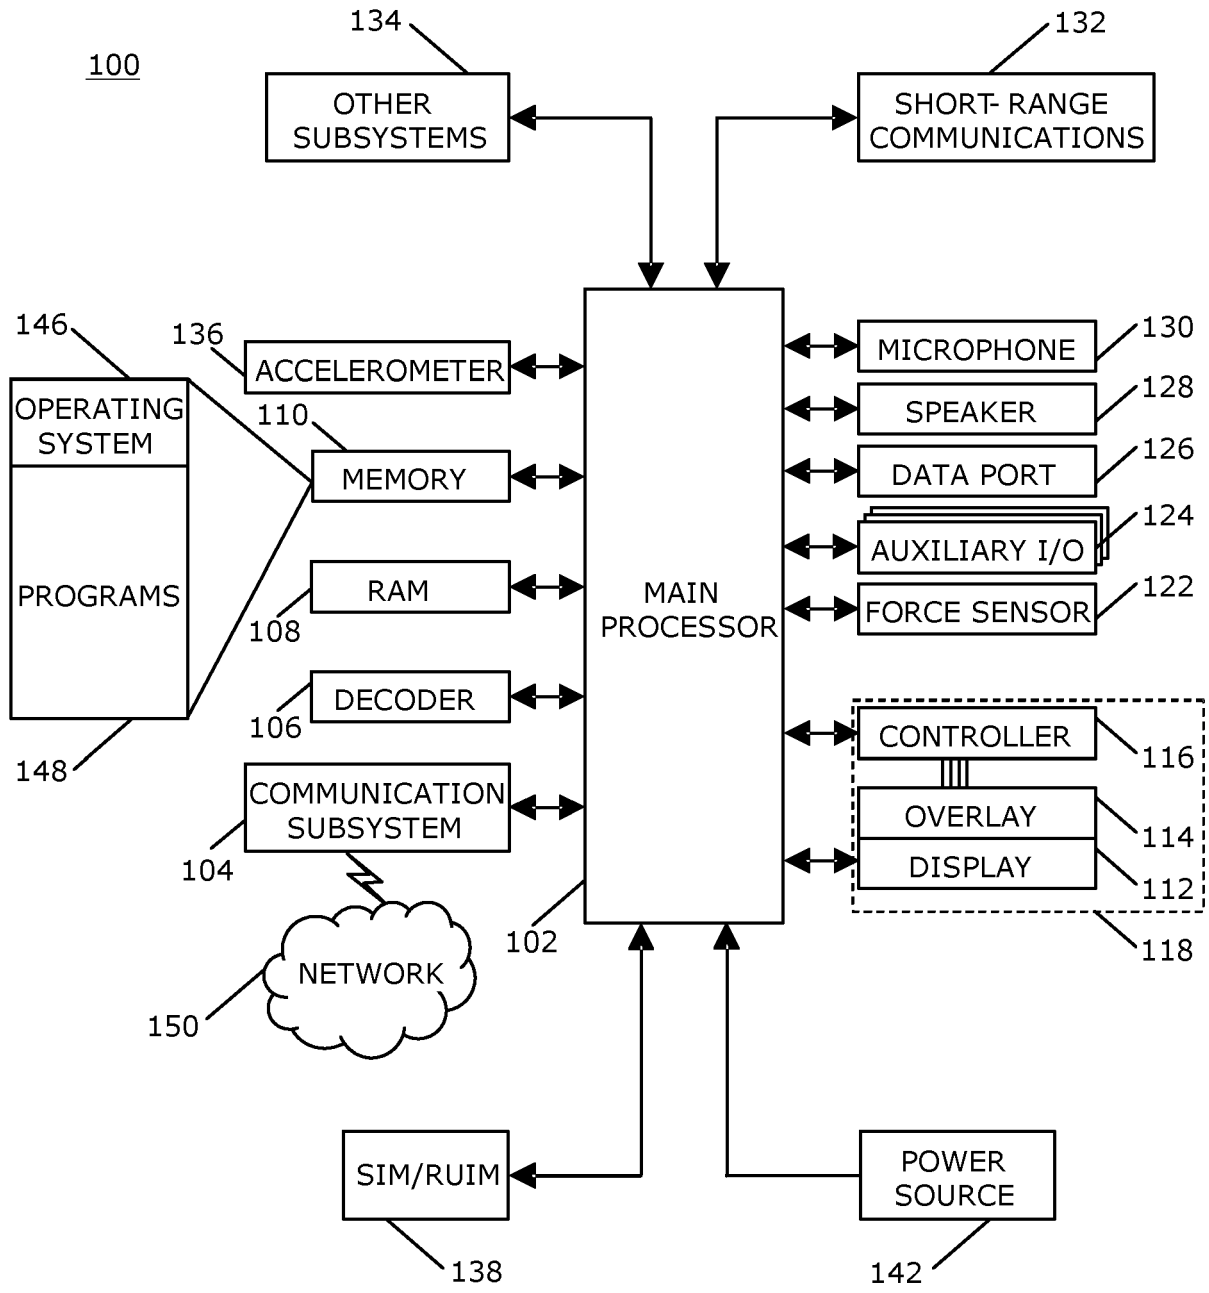 134
132
100
OTHER
SUBSYSTEMS
SHORT-RANGE
COMMUNICATIONS
146
136
ACCELEROMETER
110
MEMORY
OPERATING
SYSTEM
PROGRAMS
148
RAM
108
DECODER
106
COMMUNICATION
SUBSYSTEM
104
NETWORK
150
MAIN
PROCESSOR
102
MICROPHONE
130
SPEAKER
128
DATA PORT
126
AUXILIARY I/O
124
FORCE SENSOR
122
CONTROLLER
116
OVERLAY
114
DISPLAY
112
118
SIM/RUIM
138
POWER
SOURCE
142